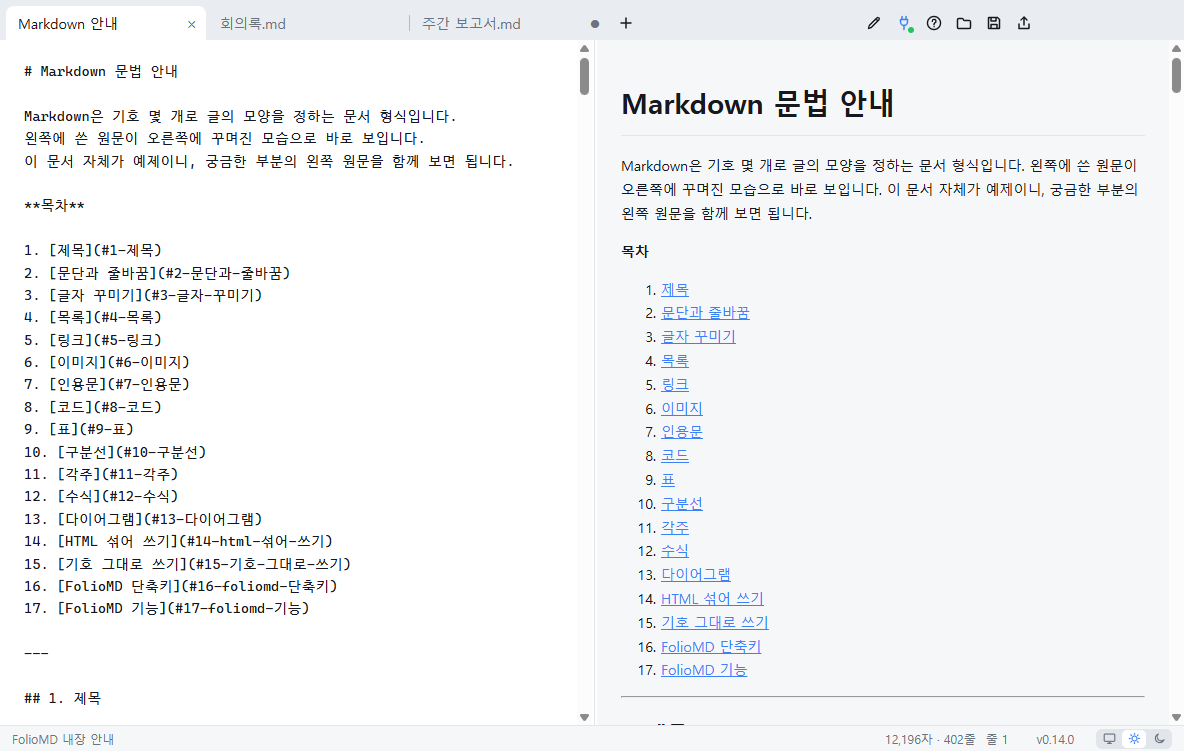 Markdown 안내
회의록.md
주간 보고서.md
# Markdown 문법 안내
Markdown은 기호 몇 개로 글의 모양을 정하는 문서 형식입니다.
왼쪽에 쓴 원문이 오른쪽에 꾸며진 모습으로 바로 보입니다.
이 문서 자체가 예제이니, 궁금한 부분의 왼쪽 원문을 함께 보면 됩니다.
**목차**
1. [제목](#1-제목)
2. [문단과 줄바꿈](#2-문단과-줄바꿈)
3. [글자 꾸미기](#3-글자-꾸미기)
4. [목록](#4-목록)
5. [링크](#5-링크)
6. [이미지](#6-이미지)
7. [인용문](#7-인용문)
8. [코드](#8-코드)
9. [표](#9-표)
10. [구분선](#10-구분선)
11. [각주](#11-각주)
12. [수식](#12-수식)
13. [다이어그램](#13-다이어그램)
14. [HTML 섞어 쓰기](#14-html-섞어-쓰기)
15. [기호 그대로 쓰기](#15-기호-그대로-쓰기)
16. [FolioMD 단축키](#16-foliomd-단축키)
17. [FolioMD 기능](#17-foliomd-기능)
---
## 1. 제목
Markdown 문법 안내
Markdown은 기호 몇 개로 글의 모양을 정하는 문서 형식입니다. 왼쪽에 쓴 원문이
오른쪽에 꾸며진 모습으로 바로 보입니다. 이 문서 자체가 예제이니, 궁금한 부분의
왼쪽 원문을 함께 보면 됩니다.
목차
1. 제목
2. 문단과 줄바꿈
3. 글자 꾸미기
4. 목록
5. 링크
6. 이미지
7. 인용문
8. 코드
9. 표
10. 구분선
11. 각주
12. 수식
13. 다이어그램
14. HTML 섞어 쓰기
15. 기호 그대로 쓰기
16. FolioMD 단축키
17. FolioMD 기능
FolioMD 내장 안내
12,196자 · 402줄 줄 1
v0.14.0